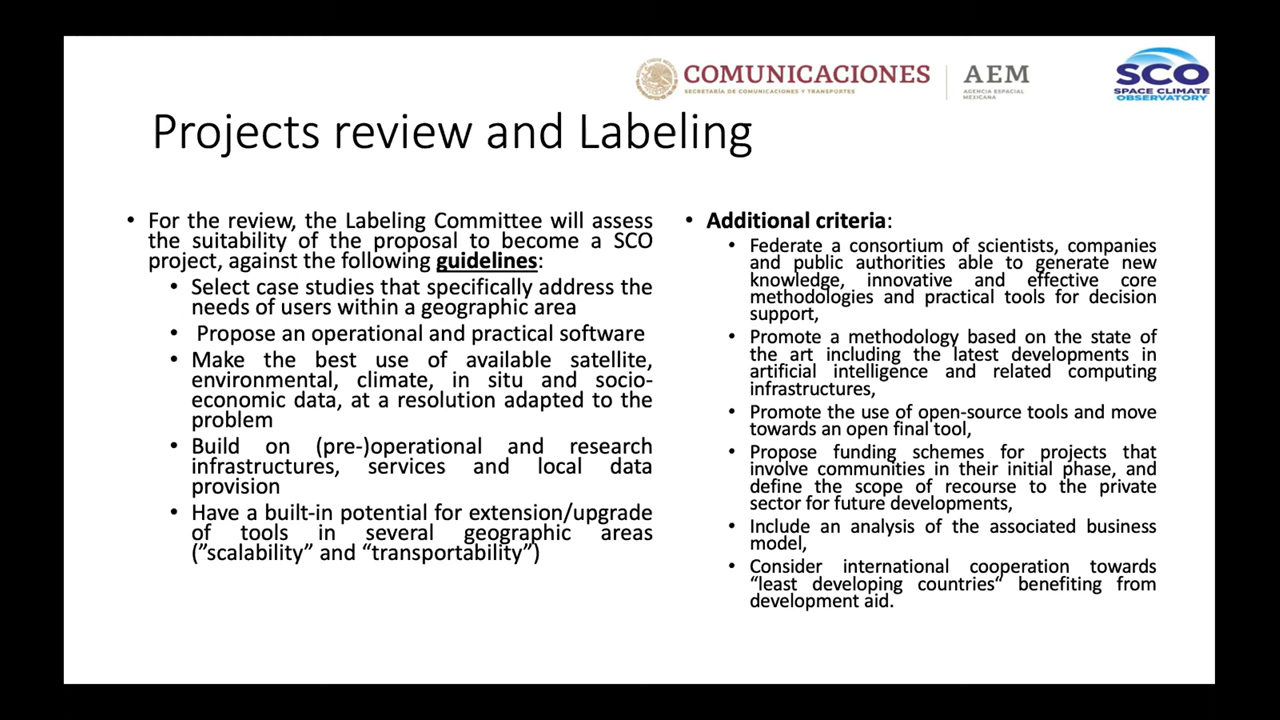 COMUNICACIONES
SECRETARÍA DE COMUNICACIONES Y TRANSPORTES
AEM
AGENCIA ESPACIAL
MEXICANA
SCO
SPACE CLIMATE
OBSERVATORY
Projects review and Labeling
• For the review, the Labeling Committee will assess
the suitability of the proposal to become a SCO
project, against the following guidelines:
• Select case studies that specifically address the
needs of users within a geographic area
• Propose an operational and practical software
• Make the best use of available satellite,
environmental, climate, in situ and socio-
economic data, at a resolution adapted to the
problem
• Build on (pre-)operational and research
infrastructures, services and local data
provision
• Have a built-in potential for extension/upgrade
of tools in several geographic areas
(”scalability” and “transportability”)
• Additional criteria:
• Federate a consortium of scientists, companies
and public authorities able to generate new
knowledge, innovative and effective core
methodologies and practical tools for decision
support,
• Promote a methodology based on the state of
the art including the latest developments in
artificial intelligence and related computing
infrastructures,
• Promote the use of open-source tools and move
towards an open final tool,
• Propose funding schemes for projects that
involve communities in their initial phase, and
define the scope of recourse to the private
sector for future developments,
• Include an analysis of the associated business
model,
• Consider international cooperation towards
“least developing countries“ benefiting from
development aid.